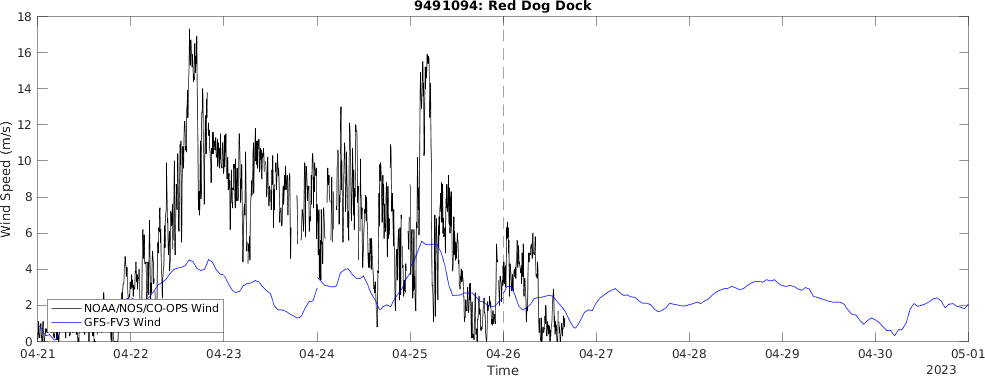 9491094: Red Dog Dock
18
16
14
12
10
8
6
4
2
0
Wind Speed (m/s)
NOAA/NOS/CO-OPS Wind
GFS-FV3 Wind
04-21 04-22 04-23 04-24 04-25 04-26 04-27 04-28 04-29 04-30 05-01
Time
2023